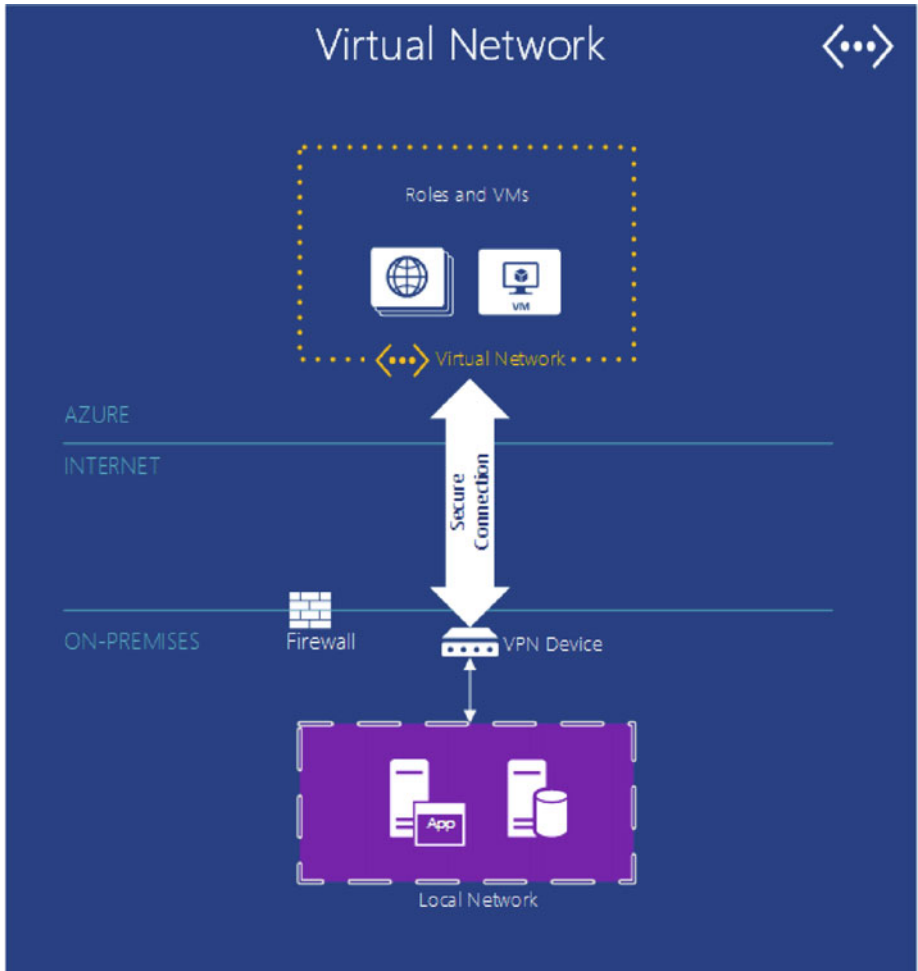 Virtual Network
Roles and VMs
VM
Virtual Network
AZURE
INTERNET
Secure
Connection
ON-PREMISES
Firewall
VPN Device
App
Local Network